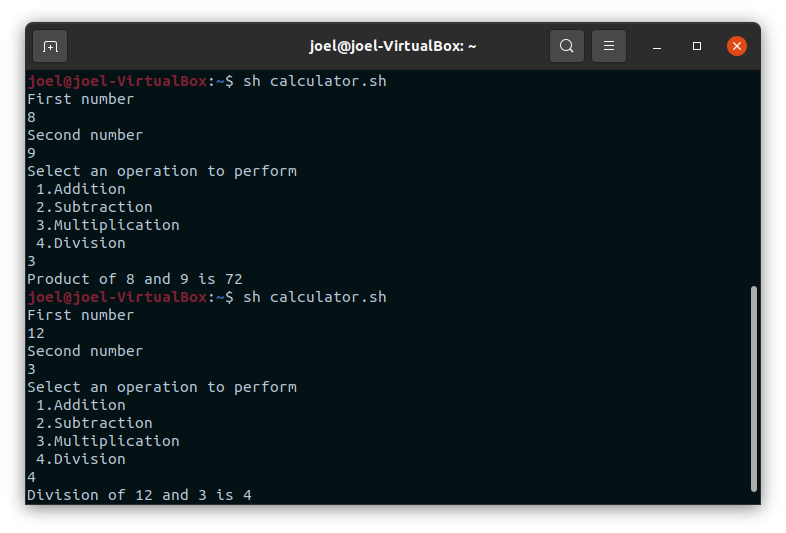 joel@joel-VirtualBox: ~
joel@joel-VirtualBox:~$ sh calculator.sh
First number
8
Second number
9
Select an operation to perform
 1.Addition
 2.Subtraction
 3.Multiplication
 4.Division
3
Product of 8 and 9 is 72
joel@joel-VirtualBox:~$ sh calculator.sh
First number
12
Second number
3
Select an operation to perform
 1.Addition
 2.Subtraction
 3.Multiplication
 4.Division
4
Division of 12 and 3 is 4